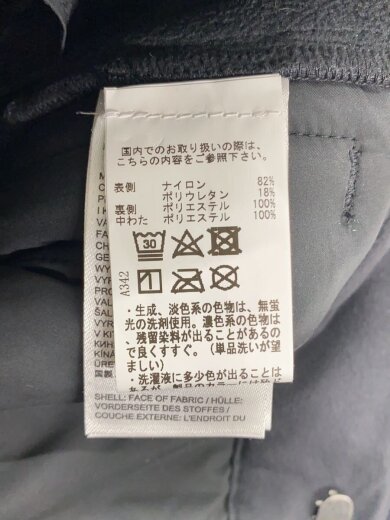 国内でのお取り扱いの際は、
こちらの内容をご参照下さい。
表側 ナイロン 82%
ポリウレタン 18%
裏側 ポリエステル 100%
中わた ポリエステル 100%
30
A342
・生成、淡色系の色物は、無蛍
光の洗剤使用。濃色系の色物は
、残留染料が出ることがあるの
で良くすすぐ。(単品洗いが望
ましい)
・洗濯液に多少色が出ることは
SHELL: FACE OF FABRIC / HÜLLE:
VORDERSEITE DES STOFFES /
COUCHE EXTERNE: L'ENDROIT DU